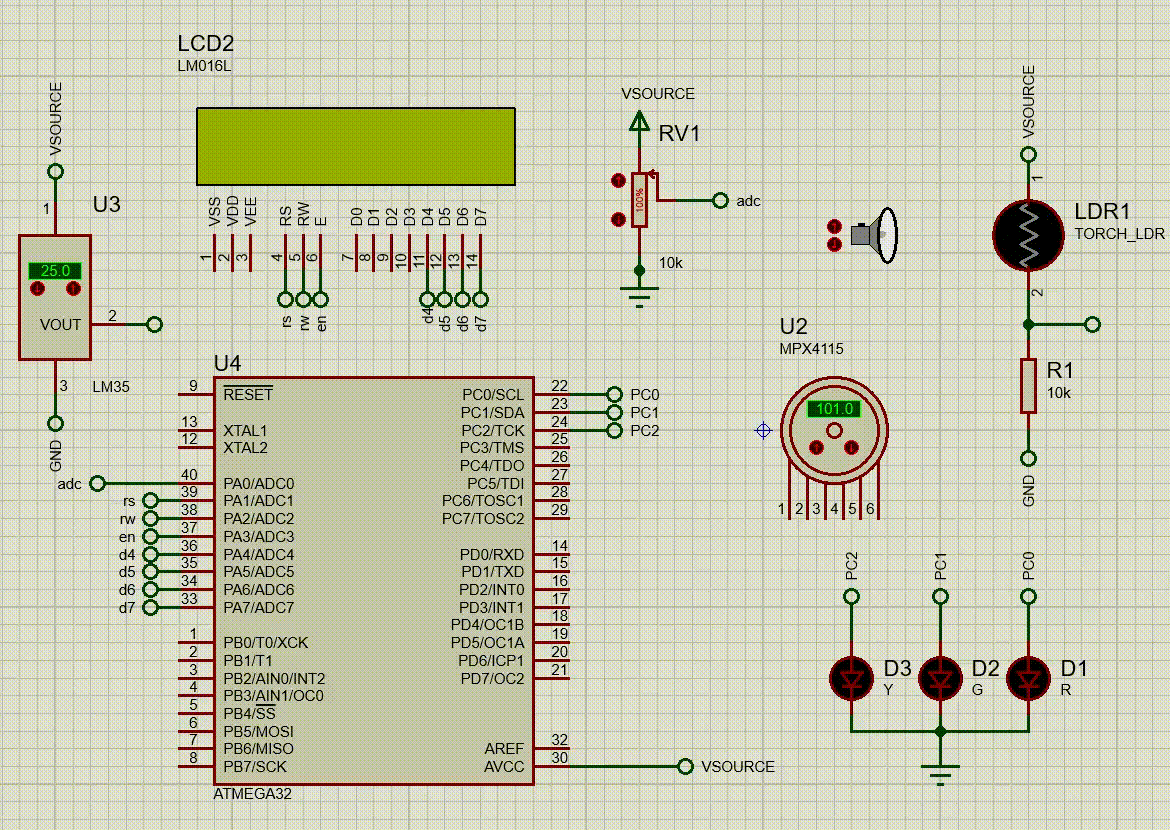 LCD2
LM016L
VSS
VDD
VEE
RS
RW
E
D0
D1
D2
D3
D4
D5
D6
D7
1
2
3
4
5
6
7
8
9
10
11
12
13
14
rs
rw
en
d4
d5
d6
d7
VSOURCE
1
U3
25.0
VOUT
2
3
LM35
GND
VSOURCE
RV1
100%
adc
10k
VSOURCE
1
LDR1
TORCH_LDR
2
R1
10k
GND
U2
MPX4115
101.0
1
2
3
4
5
6
U4
9 RESET
13 XTAL1
12 XTAL2
adc 40 PA0/ADC0
rs 39 PA1/ADC1
rw 38 PA2/ADC2
en 37 PA3/ADC3
d4 36 PA4/ADC4
d5 35 PA5/ADC5
d6 34 PA6/ADC6
d7 33 PA7/ADC7
1 PB0/T0/XCK
2 PB1/T1
3 PB2/AIN0/INT2
4 PB3/AIN1/OC0
5 PB4/SS
6 PB5/MOSI
7 PB6/MISO
8 PB7/SCK
PC0/SCL 22 PC0
PC1/SDA 23 PC1
PC2/TCK 24 PC2
PC3/TMS 25
PC4/TDO 26
PC5/TDI 27
PC6/TOSC1 28
PC7/TOSC2 29
PD0/RXD 14
PD1/TXD 15
PD2/INT0 16
PD3/INT1 17
PD4/OC1B 18
PD5/OC1A 19
PD6/ICP1 20
PD7/OC2 21
AREF 32
AVCC 30 VSOURCE
ATMEGA32
PC2
PC1
PC0
D3
Y
D2
G
D1
R